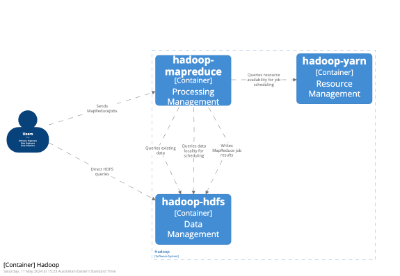 hadoop-
mapreduce
[Container]
Processing
Management
Queries resource
availability for job
scheduling
hadoop-yarn
[Container]
Resource
Management
Sends
MapReduce jobs
Users
Direct HDFS
queries
Queries existing
data
Queries data
locality for
scheduling
Writes
MapReduce job
results
hadoop-hdfs
[Container]
Data
Management
Hadoop
[Software System]
[Container] Hadoop